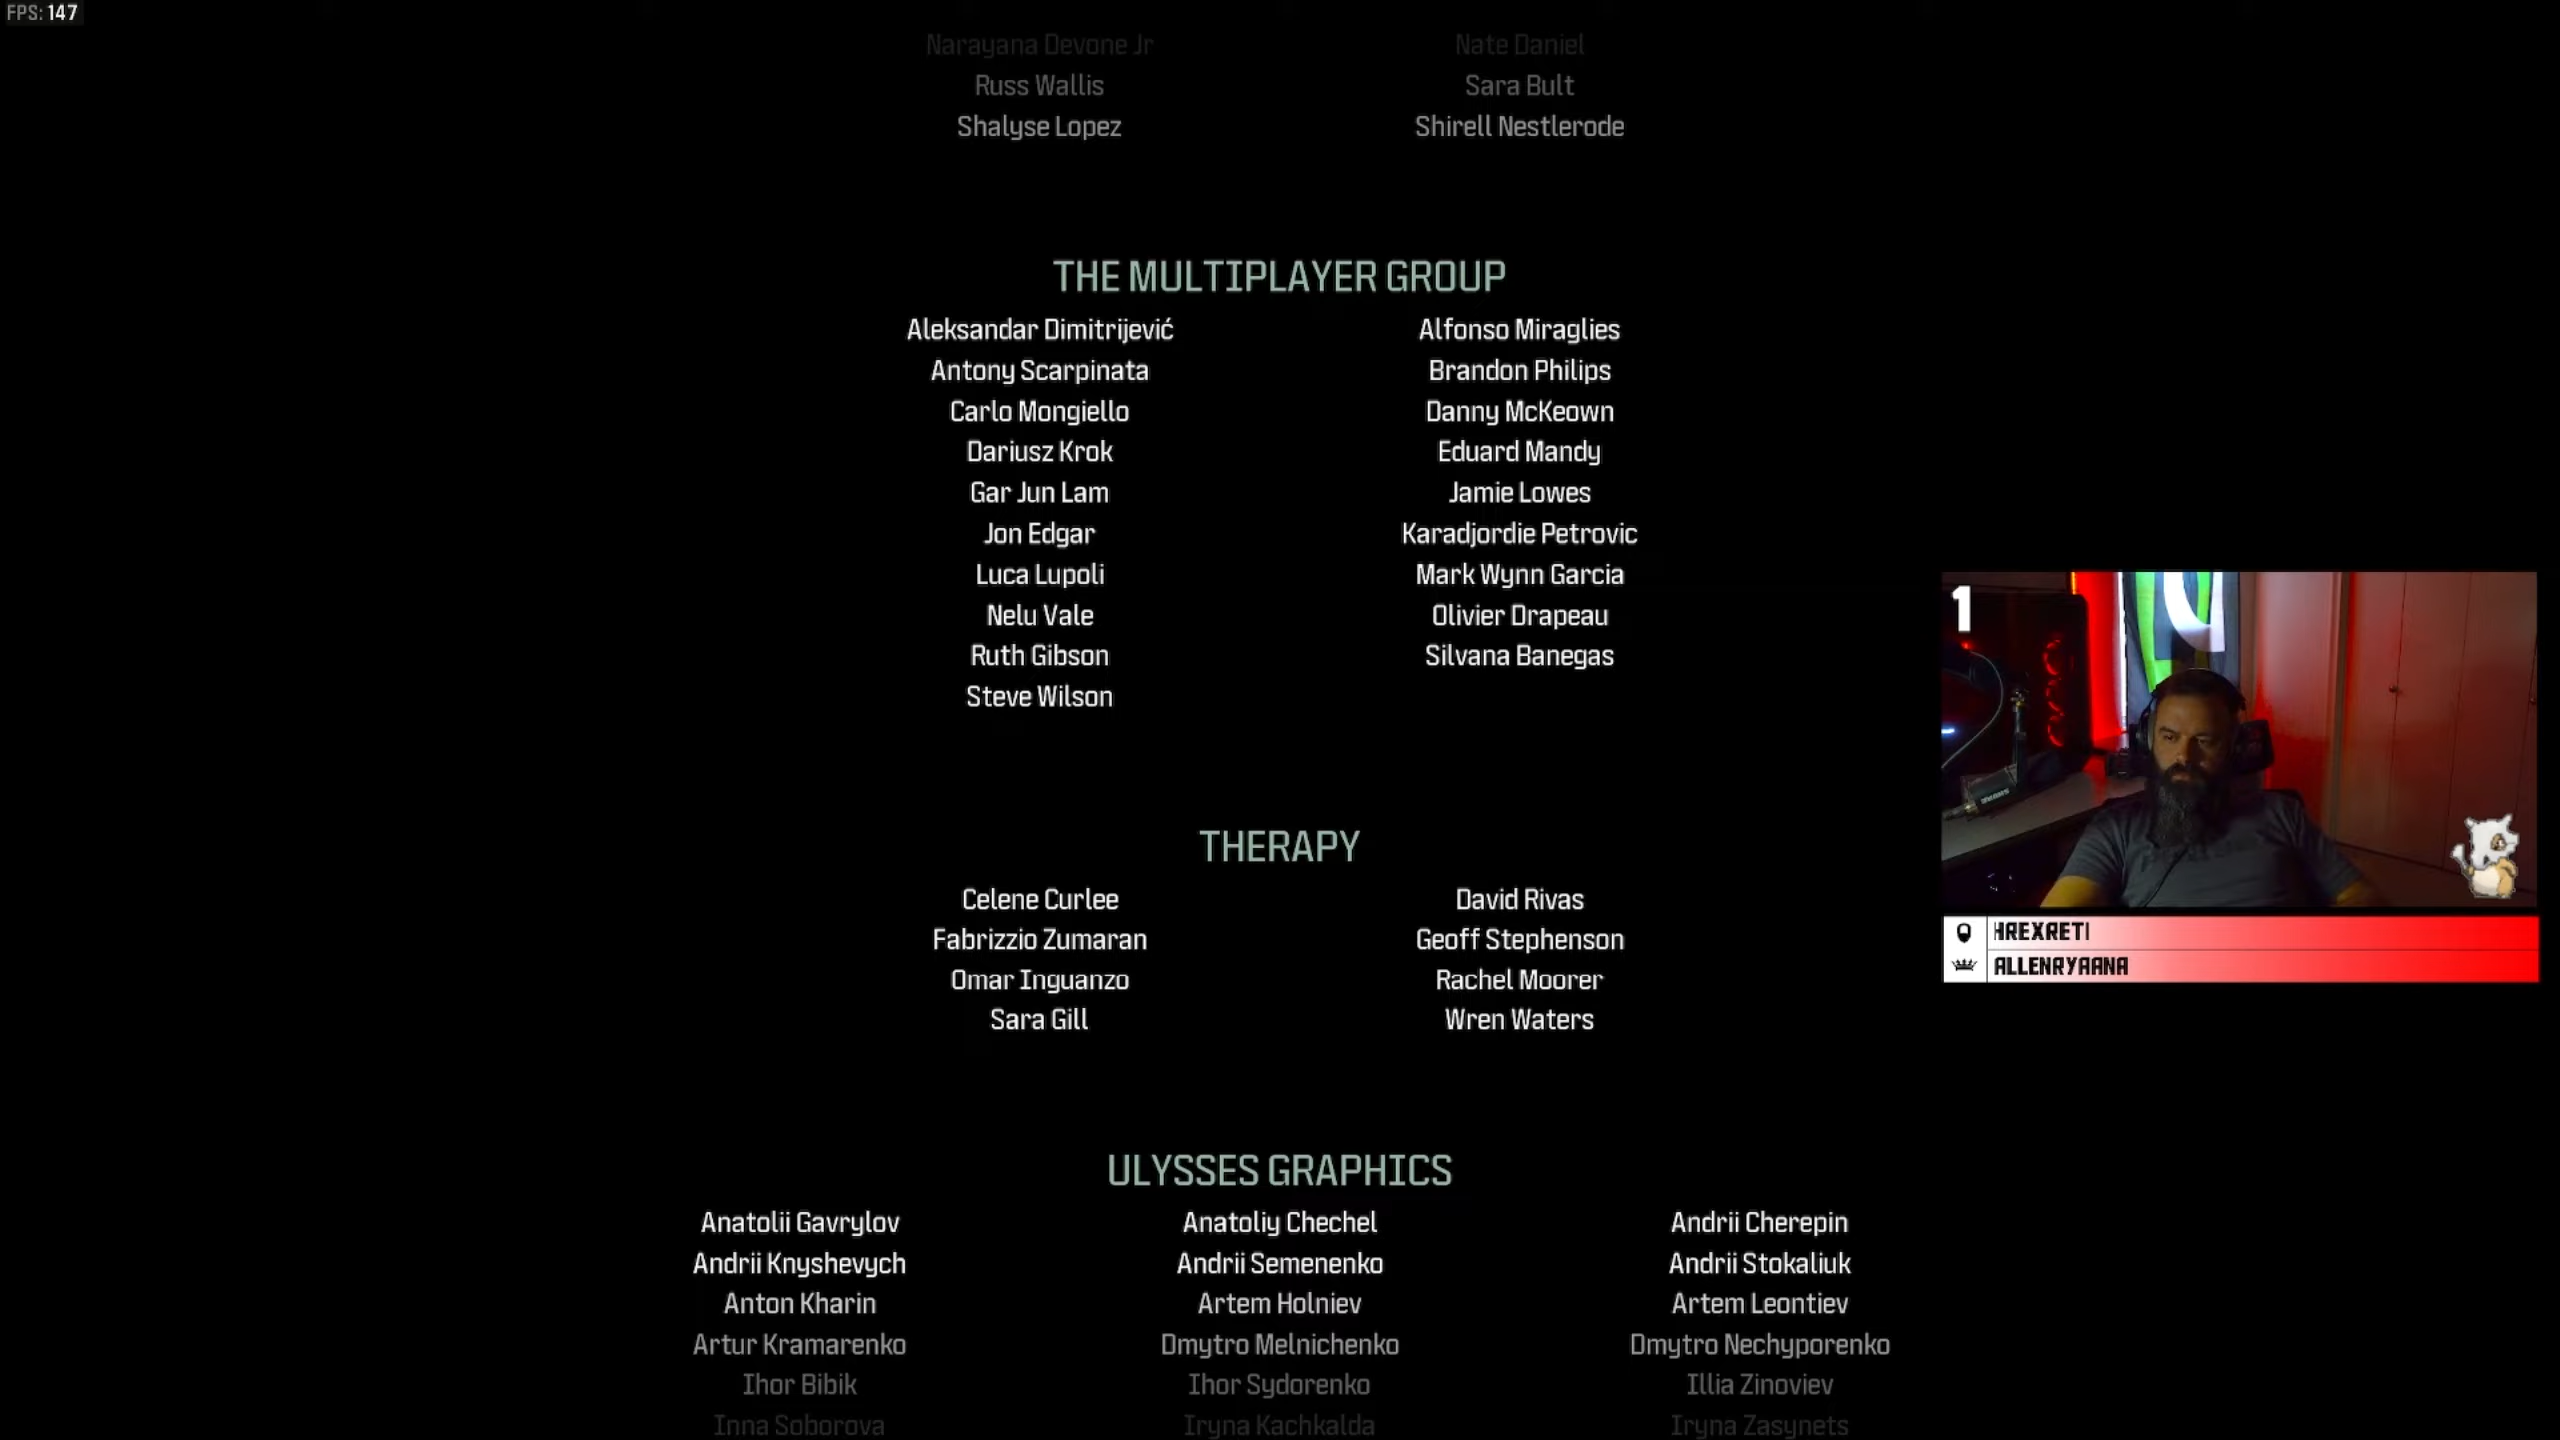 FPS: 147
Narayana Devone Jr Nate Daniel
Russ Wallis Sara Bult
Shalyse Lopez Shirell Nestlerode
THE MULTIPLAYER GROUP
Aleksandar Dimitrijević Alfonso Miraglies
Antony Scarpinata Brandon Philips
Carlo Mongiello Danny McKeown
Dariusz Krok Eduard Mandy
Gar Jun Lam Jamie Lowes
Jon Edgar Karadjordie Petrovic
Luca Lupoli Mark Wynn Garcia
Nelu Vale Olivier Drapeau
Ruth Gibson Silvana Banegas
Steve Wilson
1
HREXRETI
ALLENRYAANA
THERAPY
Celene Curlee David Rivas
Fabrizzio Zumaran Geoff Stephenson
Omar Inguanzo Rachel Moorer
Sara Gill Wren Waters
ULYSSES GRAPHICS
Anatolii Gavrylov Anatoliy Chechel Andrii Cherepin
Andrii Knyshevych Andrii Semenenko Andrii Stokaliuk
Anton Kharin Artem Holniev Artem Leontiev
Artur Kramarenko Dmytro Melnichenko Dmytro Nechyporenko
Ihor Bibik Ihor Sydorenko Illia Zinoviev
Inna Soborova Iryna Kachkalda Iryna Zasynets